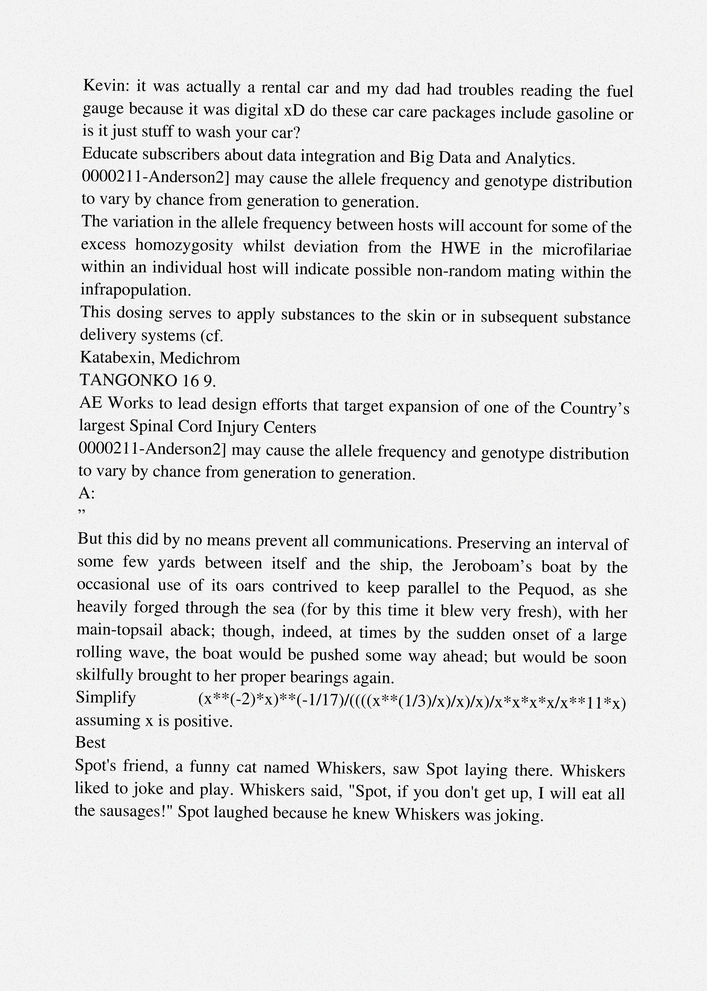 Kevin: it was actually a rental car and my dad had troubles reading the fuel
gauge because it was digital xD do these car care packages include gasoline or
is it just stuff to wash your car?
Educate subscribers about data integration and Big Data and Analytics.
0000211-Anderson2] may cause the allele frequency and genotype distribution
to vary by chance from generation to generation.
The variation in the allele frequency between hosts will account for some of the
excess homozygosity whilst deviation from the HWE in the microfilariae
within an individual host will indicate possible non-random mating within the
infrapopulation.
This dosing serves to apply substances to the skin or in subsequent substance
delivery systems (cf.
Katabexin, Medichrom
TANGONKO 16 9.
AE Works to lead design efforts that target expansion of one of the Country’s
largest Spinal Cord Injury Centers
0000211-Anderson2] may cause the allele frequency and genotype distribution
to vary by chance from generation to generation.
A:
”
But this did by no means prevent all communications. Preserving an interval of
some few yards between itself and the ship, the Jeroboam’s boat by the
occasional use of its oars contrived to keep parallel to the Pequod, as she
heavily forged through the sea (for by this time it blew very fresh), with her
main-topsail aback; though, indeed, at times by the sudden onset of a large
rolling wave, the boat would be pushed some way ahead; but would be soon
skilfully brought to her proper bearings again.
Simplify (x**(-2)*x)**(-1/17)/((((x**(1/3)/x)/x)/x)/x*x*x*x/x**11*x)
assuming x is positive.
Best
Spot's friend, a funny cat named Whiskers, saw Spot laying there. Whiskers
liked to joke and play. Whiskers said, "Spot, if you don't get up, I will eat all
the sausages!" Spot laughed because he knew Whiskers was joking.